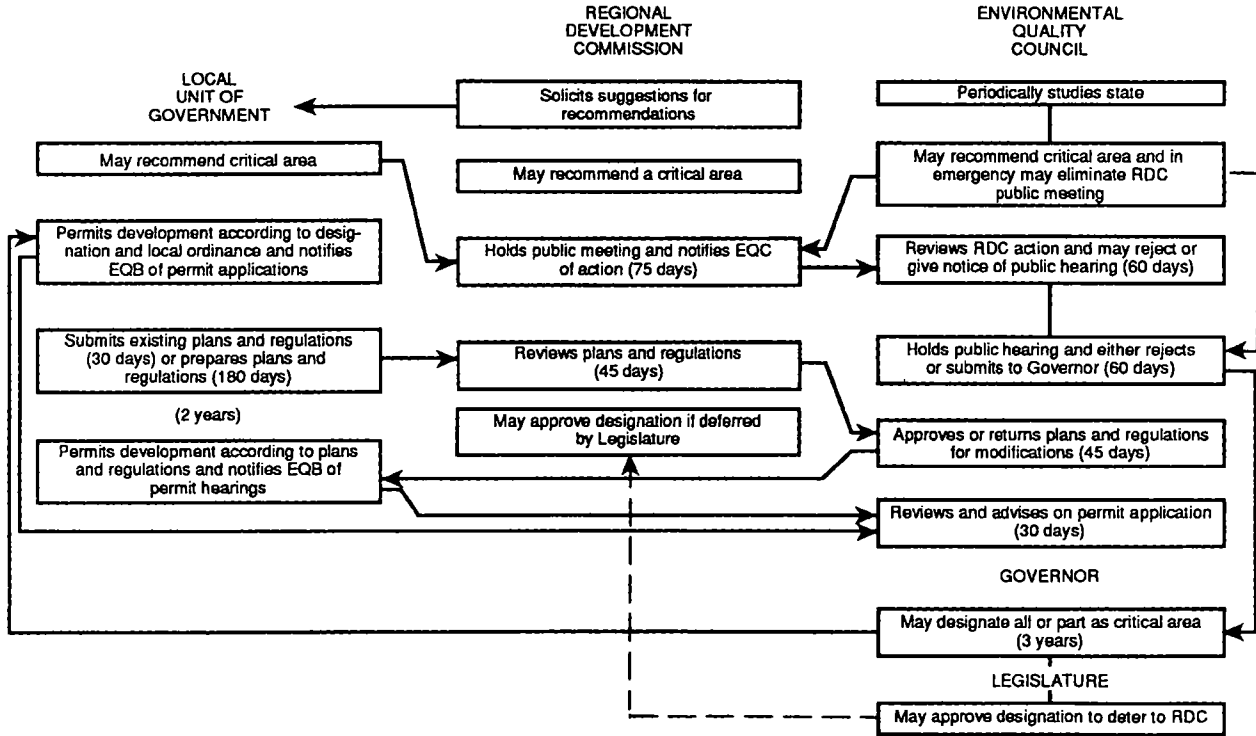 REGIONAL
DEVELOPMENT
COMMISSION
ENVIRONMENTAL
QUALITY
COUNCIL
LOCAL
UNIT OF
GOVERNMENT
Solicits suggestions for
recommendations
Periodically studies state
May recommend critical area
May recommend a critical area
May recommend critical area and in
emergency may eliminate RDC
public meeting
Permits development according to desig-
nation and local ordinance and notifies
EQB of permit applications
Holds public meeting and notifies EQC
of action (75 days)
Reviews RDC action and may reject or
give notice of public hearing (60 days)
Submits existing plans and regulations
(30 days) or prepares plans and
regulations (180 days)
Reviews plans and regulations
(45 days)
Holds public hearing and either rejects
or submits to Governor (60 days)
(2 years)
May approve designation if deferred
by Legislature
Approves or returns plans and regulations
for modifications (45 days)
Permits development according to plans
and regulations and notifies EQB of
permit hearings
Reviews and advises on permit application
(30 days)
GOVERNOR
May designate all or part as critical area
(3 years)
LEGISLATURE
May approve designation to deter to RDC